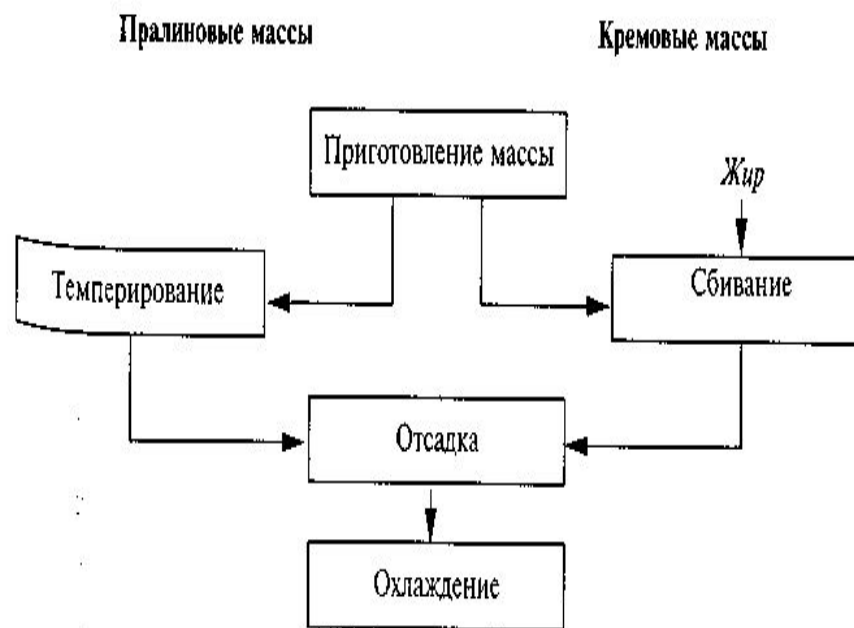 Пралиновые массы
Кремовые массы
Приготовление массы
Жир
Темперирование
Сбивание
Отсадка
Охлаждение